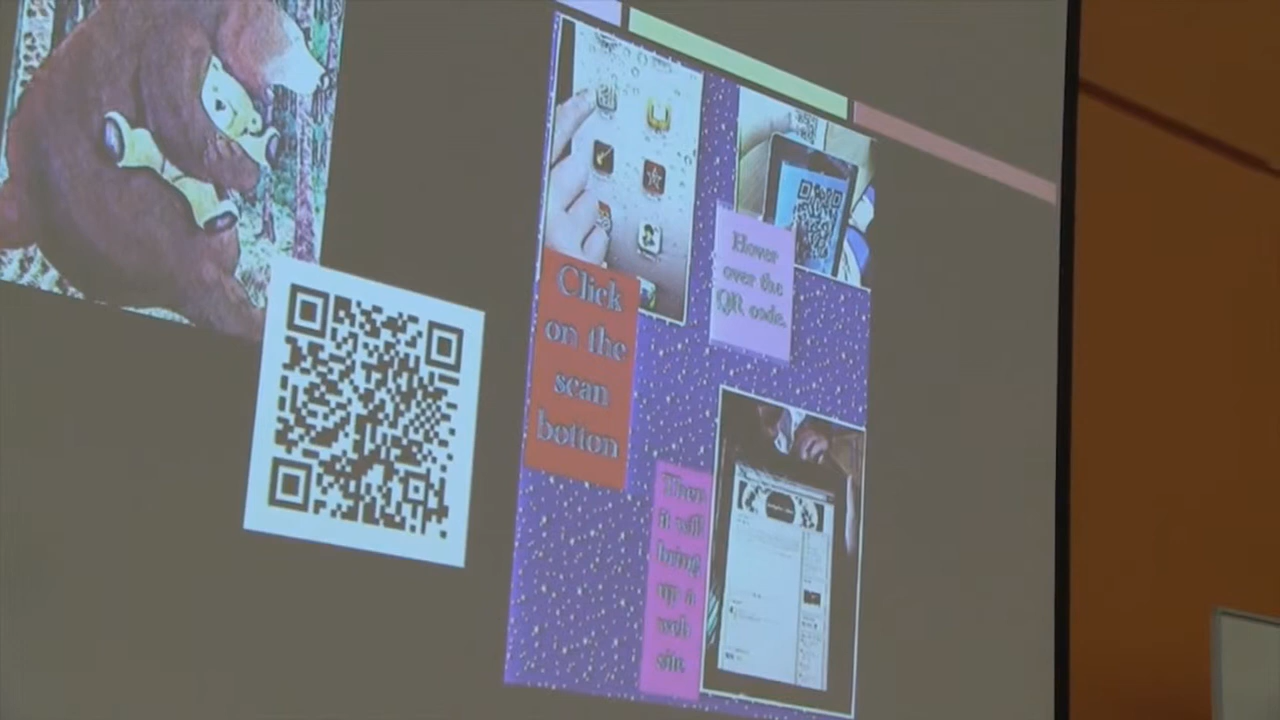 Click
on the
scan
botton
Hover
over the
QR code.
Then
it will
bring
up a
web
site